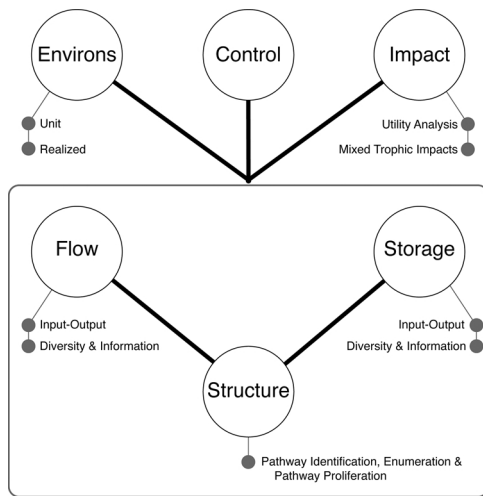 Environs
Control
Impact
Unit
Realized
Utility Analysis
Mixed Trophic Impacts
Flow
Storage
Input-Output
Diversity & Information
Input-Output
Diversity & Information
Structure
Pathway Identification, Enumeration &
Pathway Proliferation